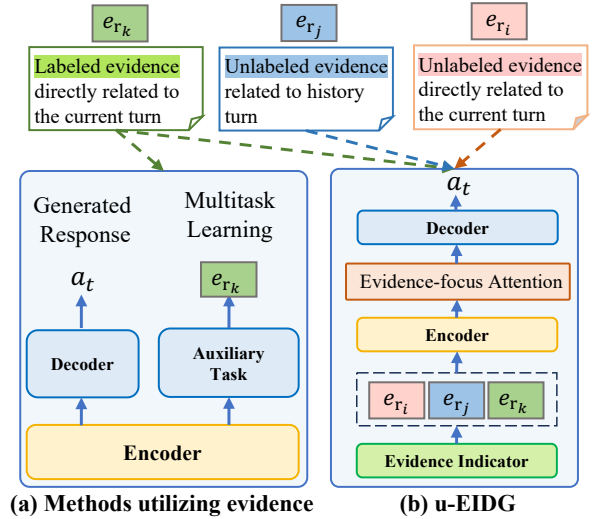 e_{r_k}
e_{r_j}
e_{r_i}
Labeled evidence
directly related to
the current turn
Unlabeled evidence
related to history
turn
Unlabeled evidence
directly related to
the current turn
Generated
Response
Multitask
Learning
a_t
e_{r_k}
Decoder
Auxiliary
Task
Encoder
(a) Methods utilizing evidence
a_t
Decoder
Evidence-focus Attention
Encoder
e_{r_i} e_{r_j} e_{r_k}
Evidence Indicator
(b) u-EIDG